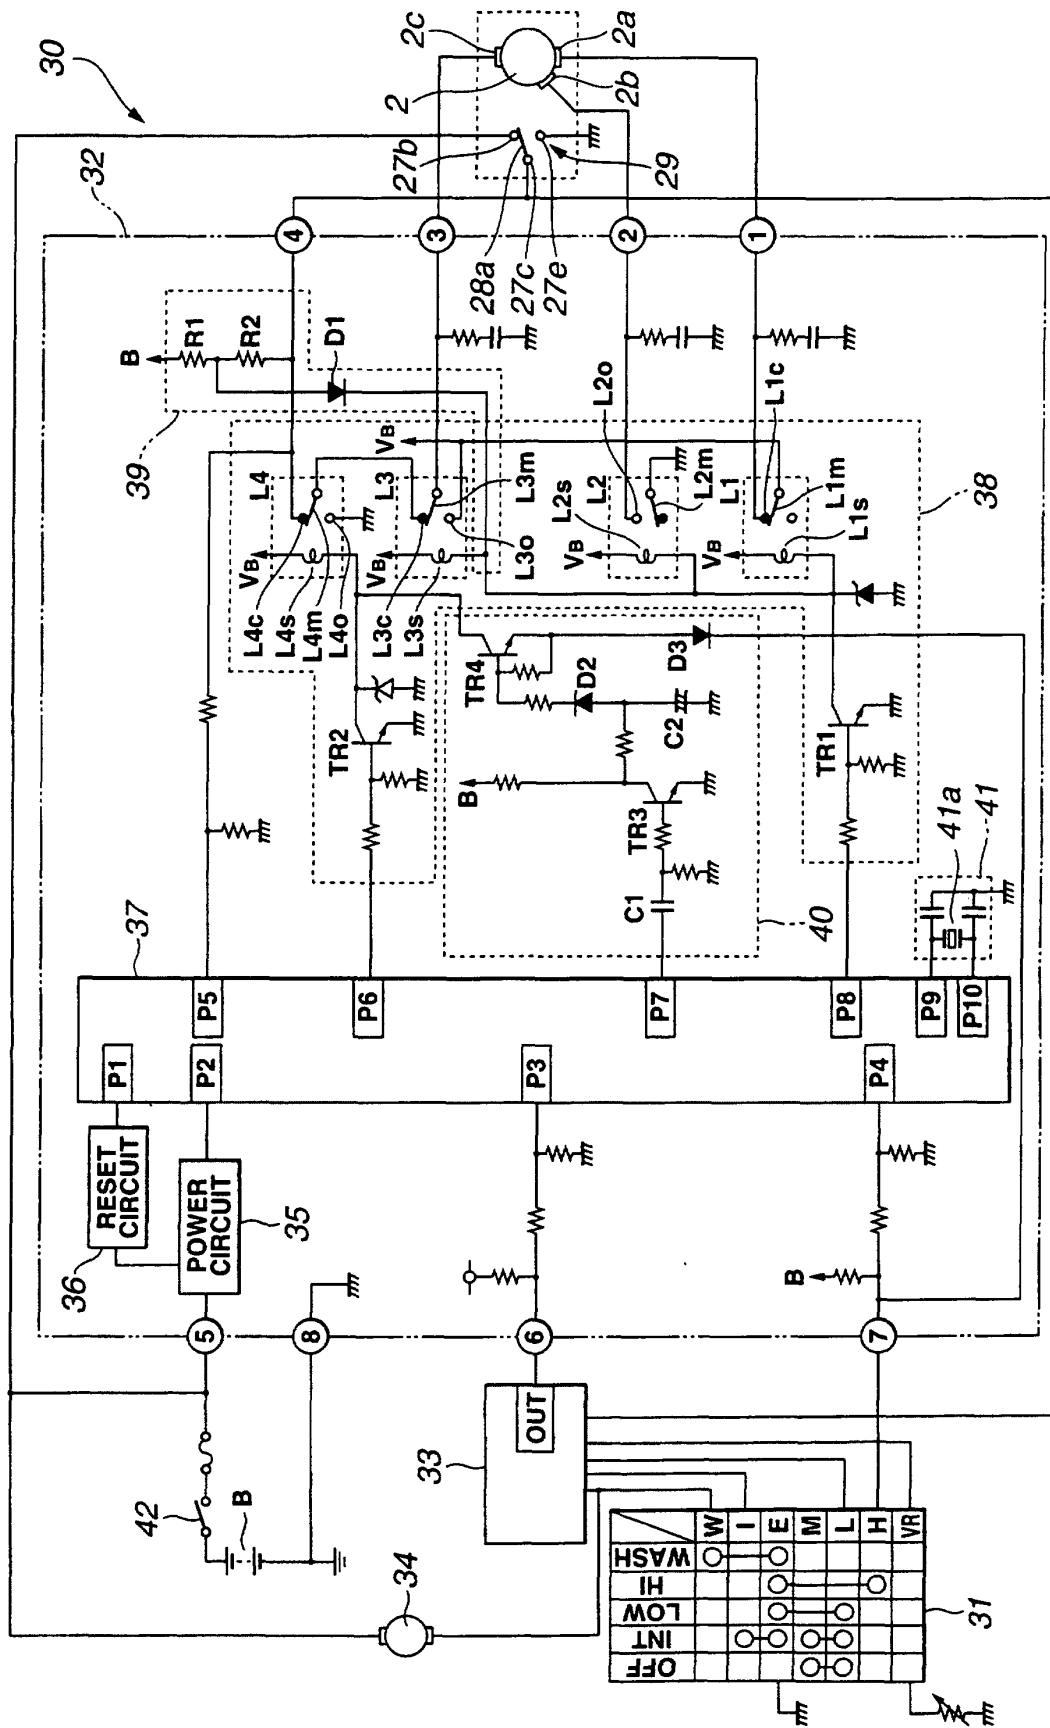 30
32
2c
2a
2
2b
27b
29
28a
27c
27e
4
3
2
1
B
R1
R2
D1
39
L4
VB
L3
L3m
L3o
L2o
L1c
L2s
L2
L2m
L1
L1m
L1s
38
VB
VB
VB
VB
L4c
L4s
L4m
L4o
L3c
L3s
TR4
D2
D3
C2
TR2
B
TR3
C1
40
TR1
41a
41
37
P5
P6
P7
P8
P9
P10
P1
P2
P3
P4
RESET
CIRCUIT
36
POWER
CIRCUIT
35
B
5
8
6
7
42
B
33
OUT
34
W
I
E
M
L
H
VR
WASH
HI
LOW
INT
OFF
31